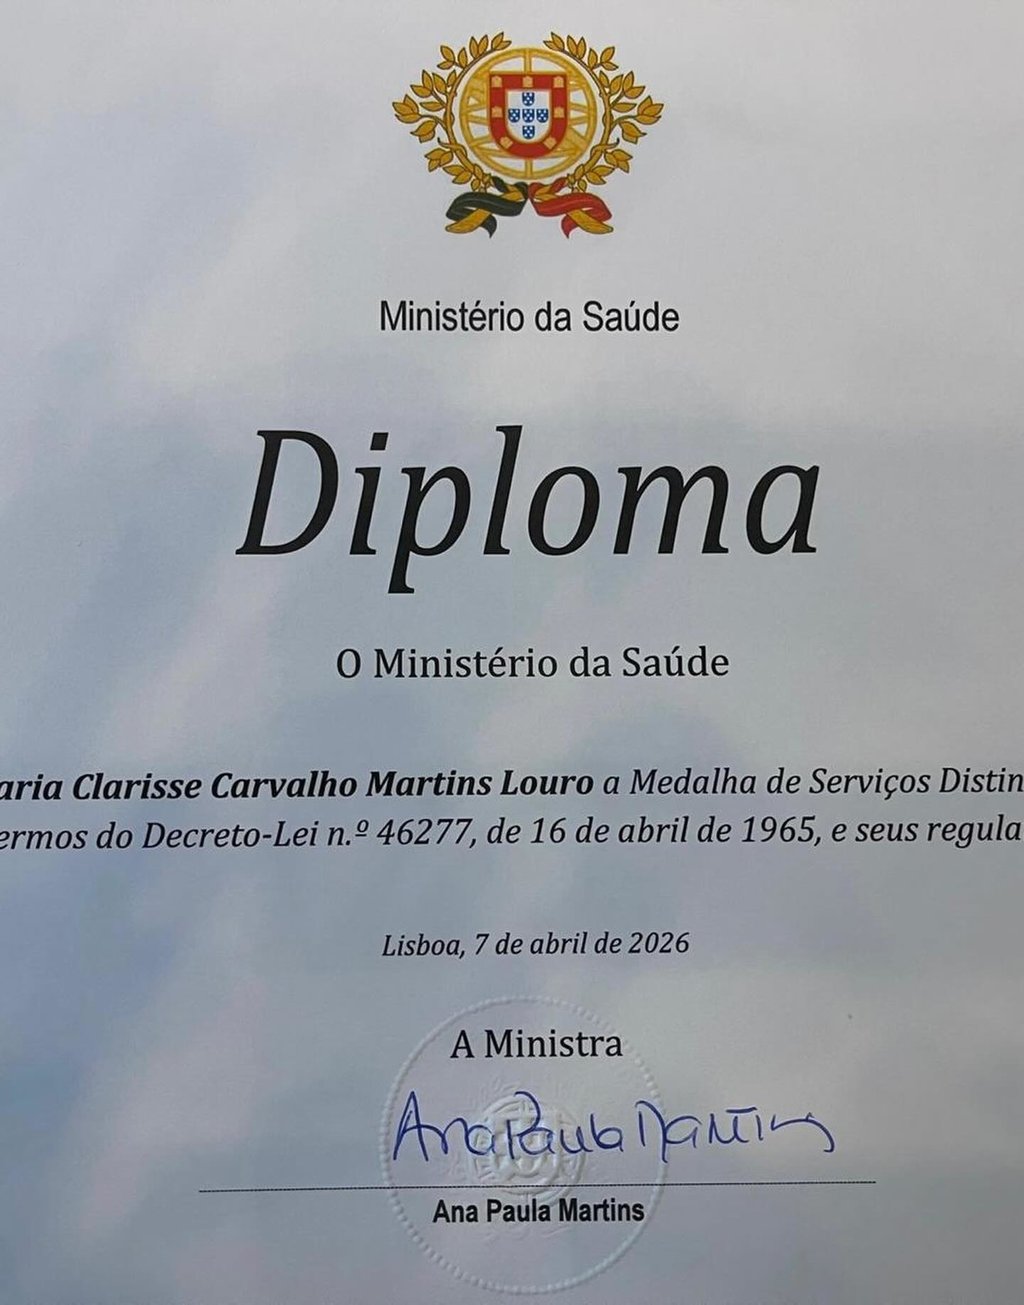 Ministério da Saúde
Diploma
O Ministério da Saúde
aria Clarisse Carvalho Martins Louro a Medalha de Serviços Distin
ermos do Decreto-Lei n.º 46277, de 16 de abril de 1965, e seus regula
Lisboa, 7 de abril de 2026
A Ministra
Ana Paula Martins
Ana Paula Martins